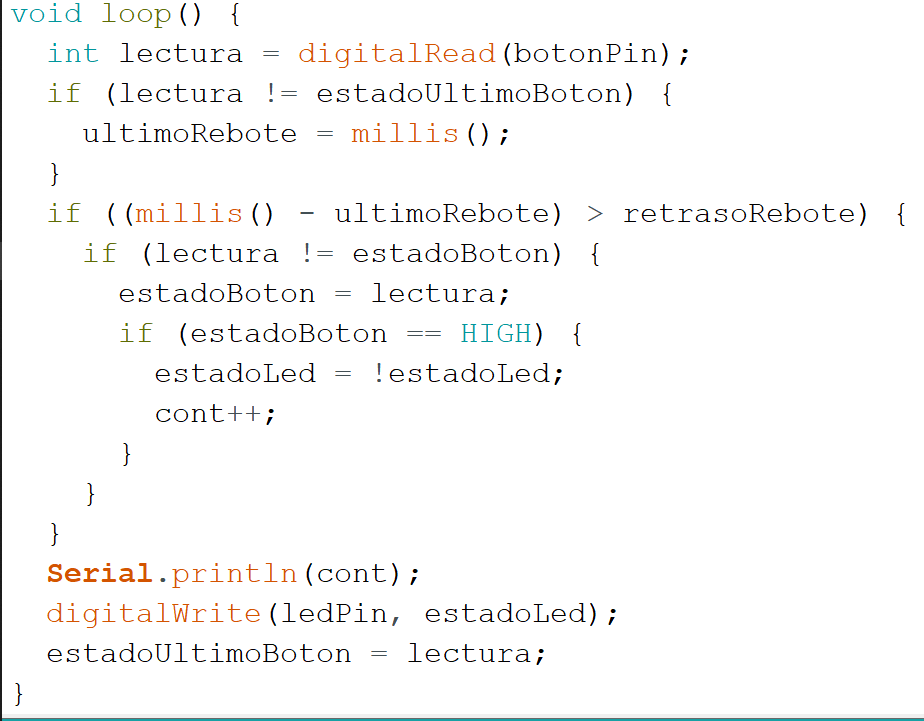 void loop() {
  int lectura = digitalRead(botonPin);
  if (lectura != estadoUltimoBoton) {
    ultimoRebote = millis();
  }
  if ((millis() - ultimoRebote) > retrasoRebote) {
    if (lectura != estadoBoton) {
      estadoBoton = lectura;
      if (estadoBoton == HIGH) {
        estadoLed = !estadoLed;
        cont++;
      }
    }
  }
  Serial.println(cont);
  digitalWrite(ledPin, estadoLed);
  estadoUltimoBoton = lectura;
}